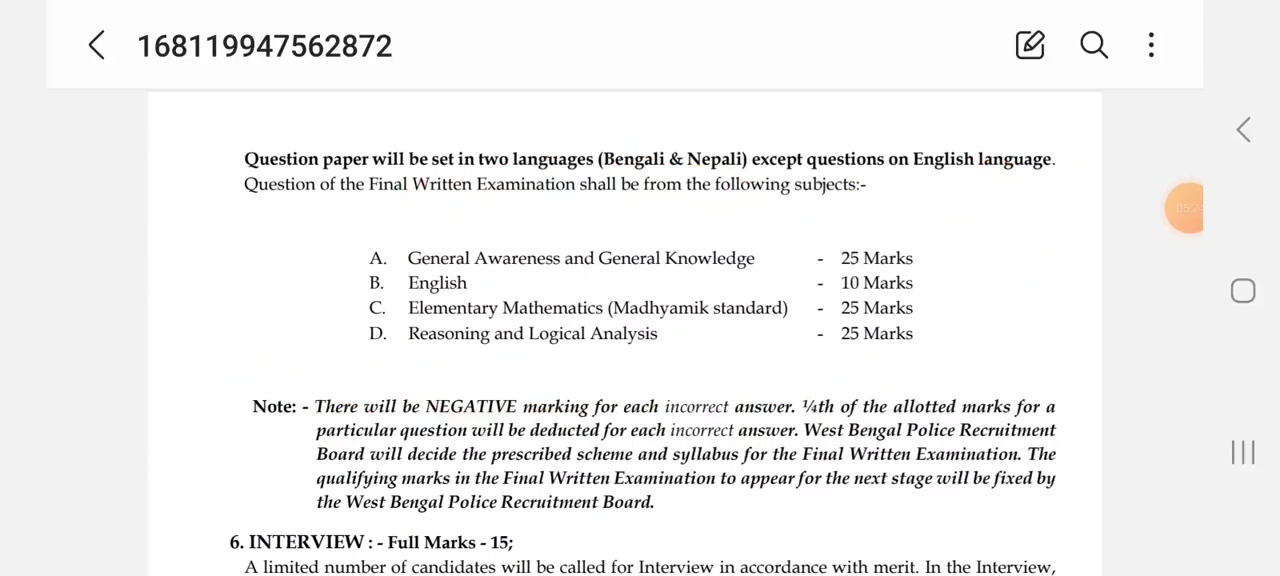 168119947562872
Question paper will be set in two languages (Bengali & Nepali) except questions on English language.
Question of the Final Written Examination shall be from the following subjects:-
A. General Awareness and General Knowledge - 25 Marks
B. English - 10 Marks
C. Elementary Mathematics (Madhyamik standard) - 25 Marks
D. Reasoning and Logical Analysis - 25 Marks
Note: - There will be NEGATIVE marking for each incorrect answer. ¼th of the allotted marks for a
particular question will be deducted for each incorrect answer. West Bengal Police Recruitment
Board will decide the prescribed scheme and syllabus for the Final Written Examination. The
qualifying marks in the Final Written Examination to appear for the next stage will be fixed by
the West Bengal Police Recruitment Board.
6. INTERVIEW : - Full Marks - 15;
A limited number of candidates will be called for Interview in accordance with merit. In the Interview,